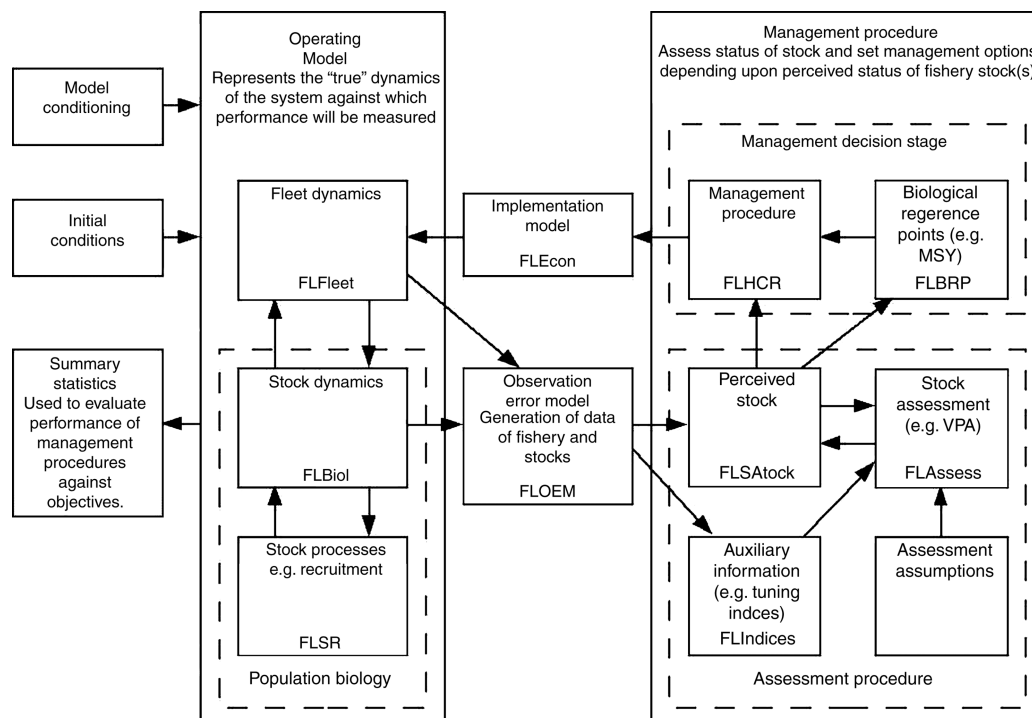 Model
conditioning
Initial
conditions
Summary
statistics
Used to evaluate
performance of
management
procedures
against
objectives.
Operating
Model
Represents the “true” dynamics
of the system against which
performance will be measured
Fleet dynamics
FLFleet
Stock dynamics
FLBiol
Stock processes
e.g. recruitment
FLSR
Population biology
Implementation
model
FLEcon
Observation
error model
Generation of data
of fishery and
stocks
FLOEM
Management procedure
Assess status of stock and set management options
depending upon perceived status of fishery stock(s)
Management decision stage
Management
procedure
FLHCR
Biological
regerence
points (e.g.
MSY)
FLBRP
Perceived
stock
FLSAtock
Stock
assessment
(e.g. VPA)
FLAssess
Auxiliary
information
(e.g. tuning
indces)
FLIndices
Assessment
assumptions
Assessment procedure